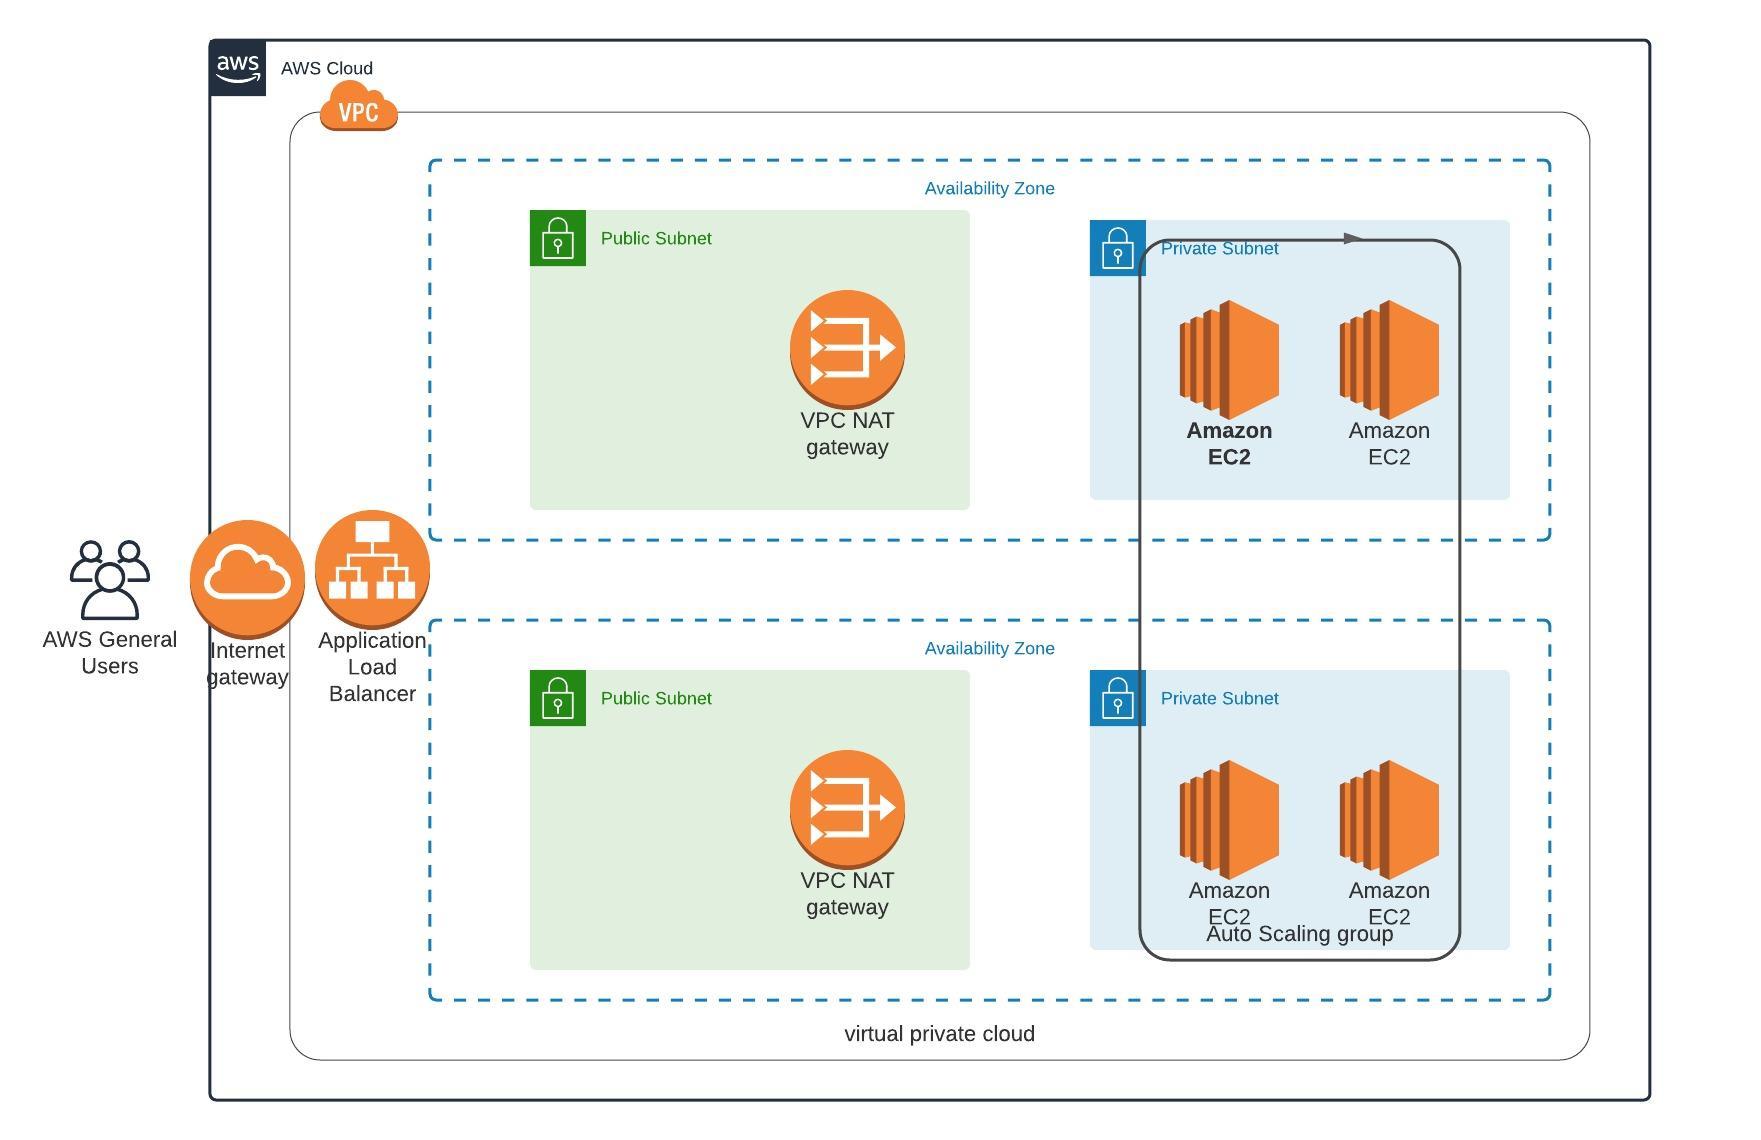 aws
AWS Cloud
VPC
Availability Zone
Public Subnet
Private Subnet
VPC NAT
gateway
Amazon
EC2
Amazon
EC2
AWS General
Users
Internet
gateway
Application
Load
Balancer
Availability Zone
Public Subnet
Private Subnet
VPC NAT
gateway
Amazon
EC2
Amazon
EC2
Auto Scaling group
virtual private cloud